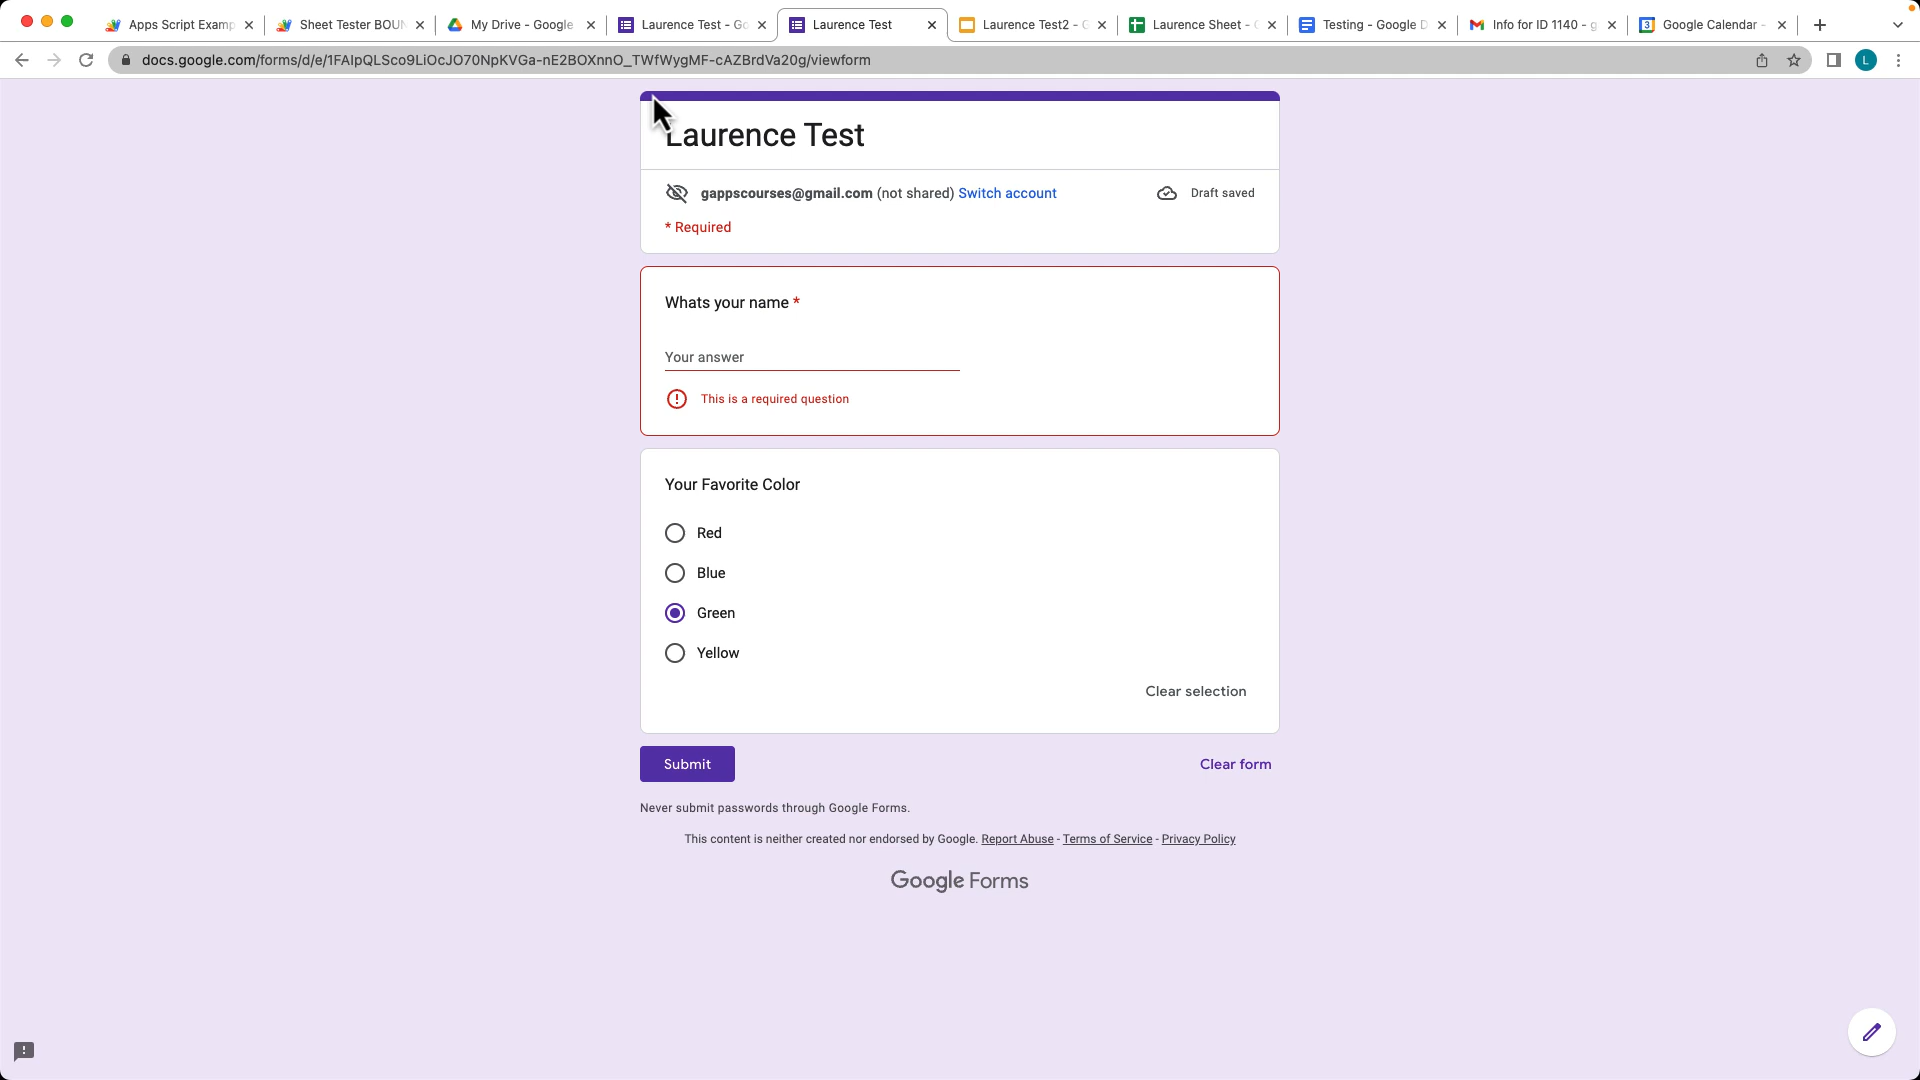 Apps Script Examp
Sheet Tester BOUN
My Drive - Google
Laurence Test - Go
Laurence Test
Laurence Test2 - G
Laurence Sheet - G
Testing - Google D
Info for ID 1140 - g
Google Calendar -
docs.google.com/forms/d/e/1FAIpQLSco9LiOcJO70NpKVGa-nE2BOXnnO_TWfWygMF-cAZBrdVa20g/viewform
L
Laurence Test
gappscourses@gmail.com (not shared) Switch account
Draft saved
* Required
Whats your name *
Your answer
This is a required question
Your Favorite Color
Red
Blue
Green
Yellow
Clear selection
Submit
Clear form
Never submit passwords through Google Forms.
This content is neither created nor endorsed by Google. Report Abuse - Terms of Service - Privacy Policy
Google Forms